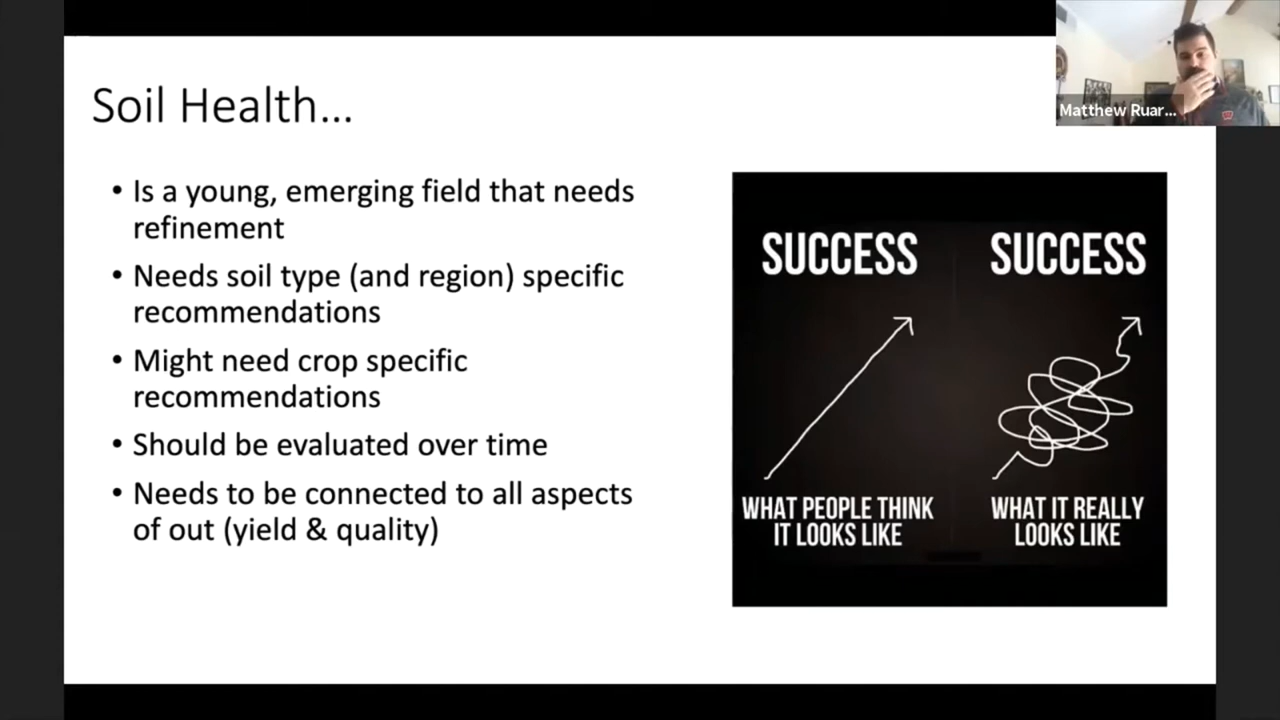 Soil Health...
• Is a young, emerging field that needs
refinement
• Needs soil type (and region) specific
recommendations
• Might need crop specific
recommendations
• Should be evaluated over time
• Needs to be connected to all aspects
of out (yield & quality)
SUCCESS
WHAT PEOPLE THINK
IT LOOKS LIKE
SUCCESS
WHAT IT REALLY
LOOKS LIKE
Matthew Ruar...
W